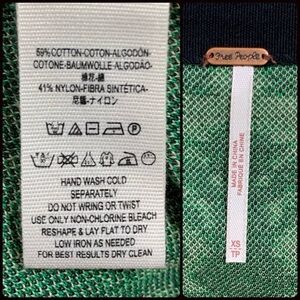 59% COTTON-COTON-ALGODÓN
COTONE-BAUMWOLLE ALGODÃO-
棉花-綿
41% NYLON-FIBRA SINTÉTICA-
尼龍-ナイロン
HAND WASH COLD
SEPARATELY
DO NOT WRING OR TWIST
USE ONLY NON-CHLORINE BLEACH
RESHAPE & LAY FLAT TO DRY
LOW IRON AS NEEDED
FOR BEST RESULTS DRY CLEAN
Free People
MADE IN CHINA
FABRIQUÉ EN CHINE
XS
TP